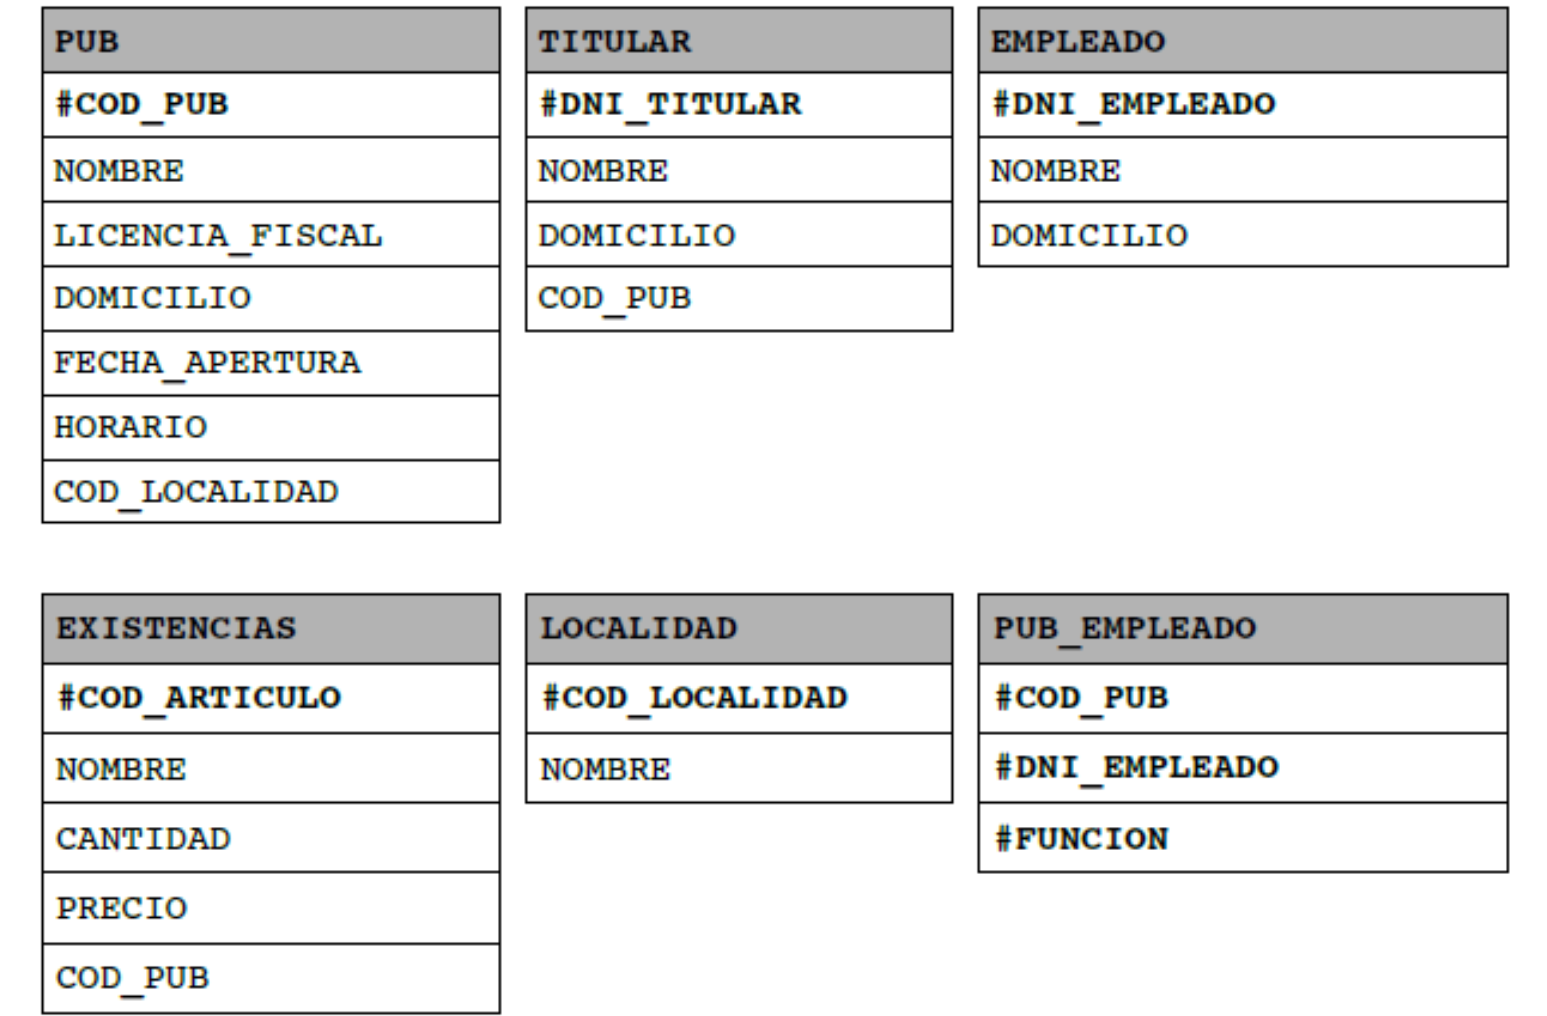 PUB
#COD_PUB
NOMBRE
LICENCIA_FISCAL
DOMICILIO
FECHA_APERTURA
HORARIO
COD_LOCALIDAD
TITULAR
#DNI_TITULAR
NOMBRE
DOMICILIO
COD_PUB
EMPLEADO
#DNI_EMPLEADO
NOMBRE
DOMICILIO
EXISTENCIAS
#COD_ARTICULO
NOMBRE
CANTIDAD
PRECIO
COD_PUB
LOCALIDAD
#COD_LOCALIDAD
NOMBRE
PUB_EMPLEADO
#COD_PUB
#DNI_EMPLEADO
#FUNCION